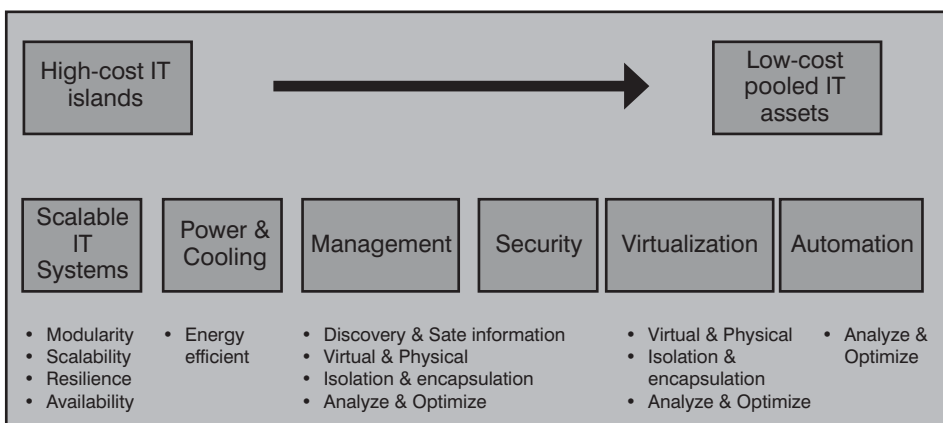 High-cost IT
islands
Low-cost
pooled IT
assets
Scalable
IT
Systems
Power &
Cooling
Management
Security
Virtualization
Automation
• Modularity
• Scalability
• Resilience
• Availability
• Energy
efficient
• Discovery & Sate information
• Virtual & Physical
• Isolation & encapsulation
• Analyze & Optimize
• Virtual & Physical
• Isolation &
encapsulation
• Analyze & Optimize
• Analyze &
Optimize